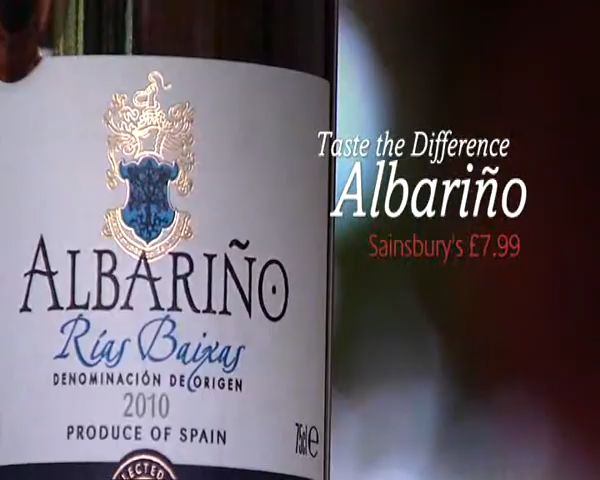 ALBARIÑO
Rías Baixas
DENOMINACIÓN DE ORIGEN
2010
PRODUCE OF SPAIN
75cl e
Taste the Difference
Albariño
Sainsbury's £7.99